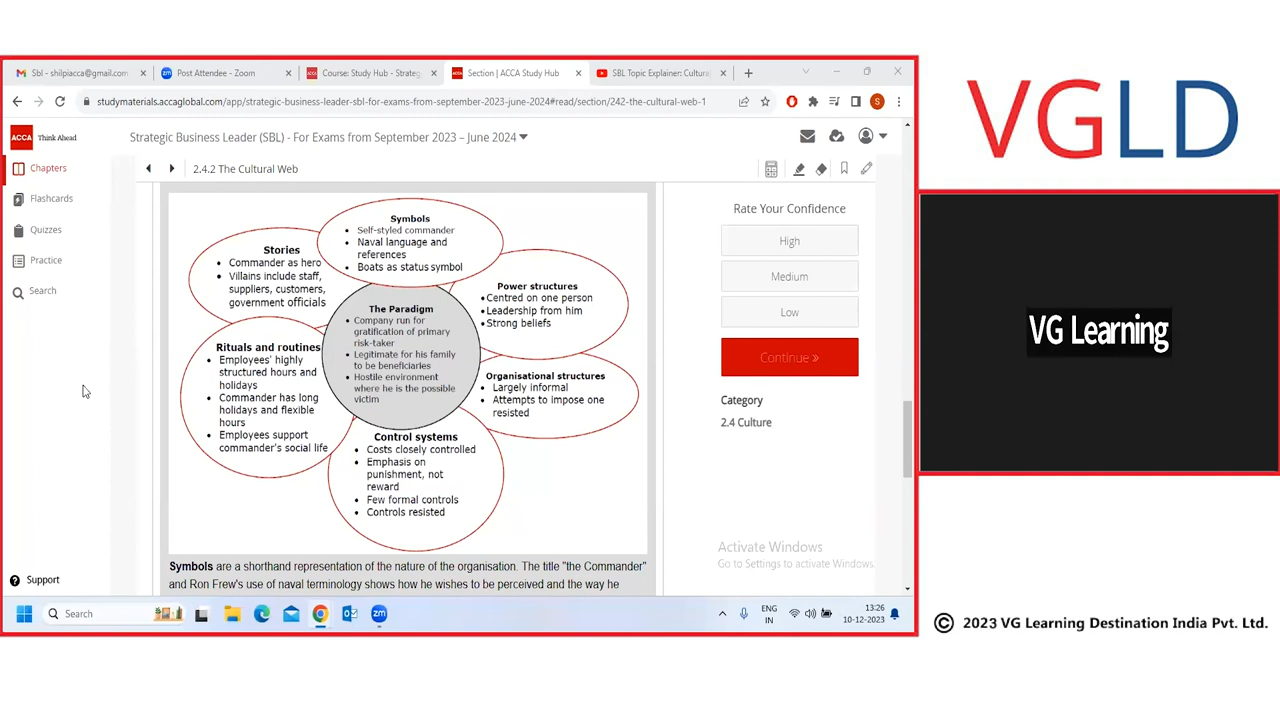 Sbl - shilpiacca@gmail.com
Post Attendee - Zoom
Course: Study Hub - Strateg
Section | ACCA Study Hub
SBL Topic Explainer: Cultura
studymaterials.accaglobal.com/app/strategic-business-leader-sbl-for-exams-from-september-2023-june-2024#read/section/242-the-cultural-web-1
S
ACCA
Think Ahead
Strategic Business Leader (SBL) - For Exams from September 2023 – June 2024
Chapters
Flashcards
Quizzes
Practice
Search
Support
2.4.2 The Cultural Web
Symbols
• Self-styled commander
• Naval language and
references
• Boats as status symbol
Stories
• Commander as hero
• Villains include staff,
suppliers, customers,
government officials
Power structures
• Centred on one person
• Leadership from him
• Strong beliefs
The Paradigm
• Company run for
gratification of primary
risk-taker
• Legitimate for his family
to be beneficiaries
• Hostile environment
where he is the possible
victim
Rituals and routines
• Employees' highly
structured hours and
holidays
• Commander has long
holidays and flexible
hours
• Employees support
commander's social life
Organisational structures
• Largely informal
• Attempts to impose one
resisted
Control systems
• Costs closely controlled
• Emphasis on
punishment, not
reward
• Few formal controls
• Controls resisted
Symbols are a shorthand representation of the nature of the organisation. The title "the Commander"
and Ron Frew's use of naval terminology shows how he wishes to be perceived and the way he
Rate Your Confidence
High
Medium
Low
Continue »
Category
2.4 Culture
Activate Windows
Go to Settings to activate Windows.
Search
zm
ENG
IN
13:26
10-12-2023
VGLD
VG Learning
© 2023 VG Learning Destination India Pvt. Ltd.